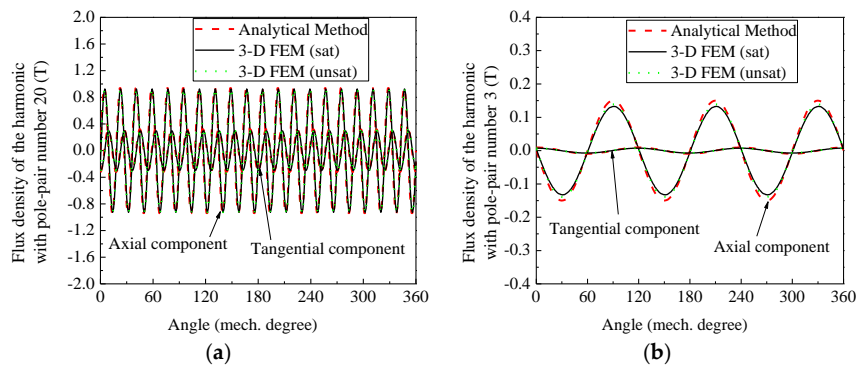 Flux density of the harmonic
with pole-pair number 20 (T)
2.0
1.6
1.2
0.8
0.4
0.0
-0.4
-0.8
-1.2
-1.6
-2.0
Analytical Method
3-D FEM (sat)
3-D FEM (unsat)
Axial component
Tangential component
0 60 120 180 240 300 360
Angle (mech. degree)
(a)
Flux density of the harmonic
with pole-pair number 3 (T)
0.4
0.3
0.2
0.1
0.0
-0.1
-0.2
-0.3
-0.4
Analytical Method
3-D FEM (sat)
3-D FEM (unsat)
Tangential component
Axial component
0 60 120 180 240 300 360
Angle (mech. degree)
(b)